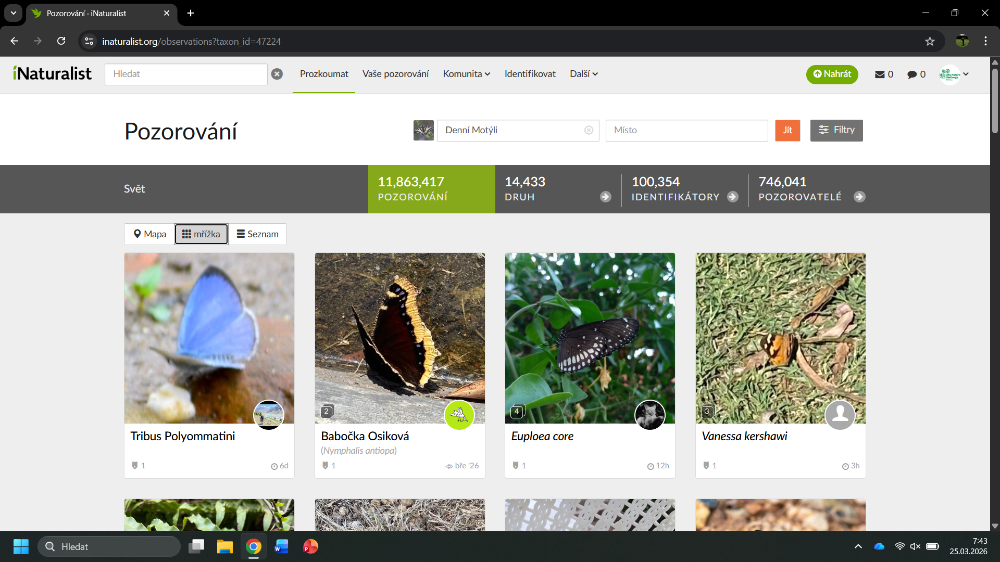 Pozorování · iNaturalist
inaturalist.org/observations?taxon_id=47224
iNaturalist
Hledat
Prozkoumat
Vaše pozorování
Komunita
Identifikovat
Další
Nahrát
0
0
Pozorování
Denní Motýli
Místo
Jít
Filtry
Svět
11,863,417
POZOROVÁNÍ
14,433
DRUH
100,354
IDENTIFIKÁTORY
746,041
POZOROVATELÉ
Mapa
mřížka
Seznam
2
4
3
Tribus Polyommatini
1
6d
Babočka Osiková
(Nymphalis antiopa)
1
bře '26
Euploea core
1
12h
Vanessa kershawi
1
3h
Hledat
7:43
25.03.2026